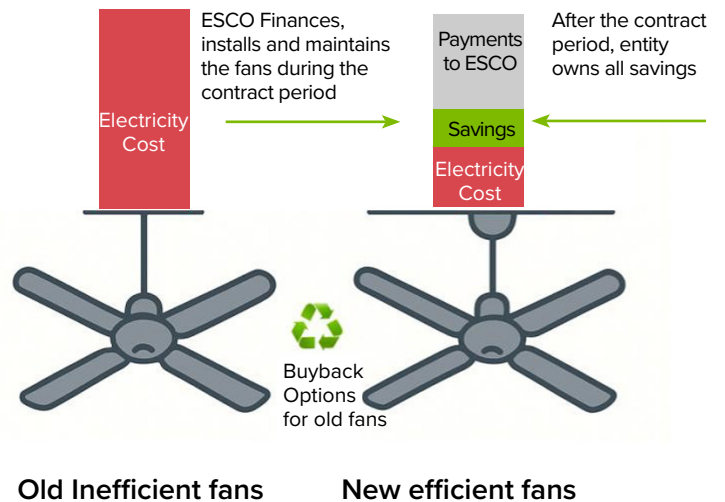 ESCO Finances,
installs and maintains
the fans during the
contract period
Electricity
Cost
Payments
to ESCO
Savings
Electricity
Cost
After the contract
period, entity
owns all savings
Buyback
Options
for old fans
Old Inefficient fans
New efficient fans